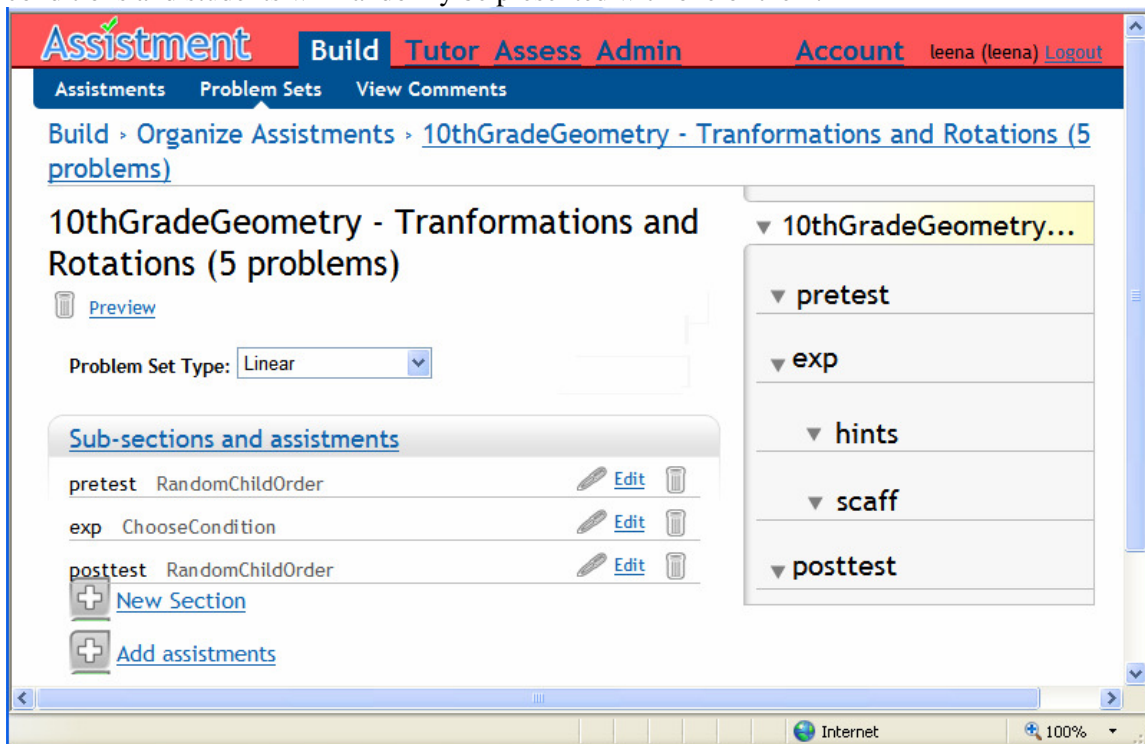 Assistment Build Tutor Assess Admin Account leena (leena) Logout
Assistments Problem Sets View Comments
Build › Organize Assistments › 10thGradeGeometry - Tranformations and Rotations (5
problems)
10thGradeGeometry - Tranformations and
Rotations (5 problems)
Preview
Problem Set Type: Linear
Sub-sections and assistments
pretest RandomChildOrder Edit
exp ChooseCondition Edit
posttest RandomChildOrder Edit
New Section
Add assistments
10thGradeGeometry...
pretest
exp
hints
scaff
posttest
Internet 100%